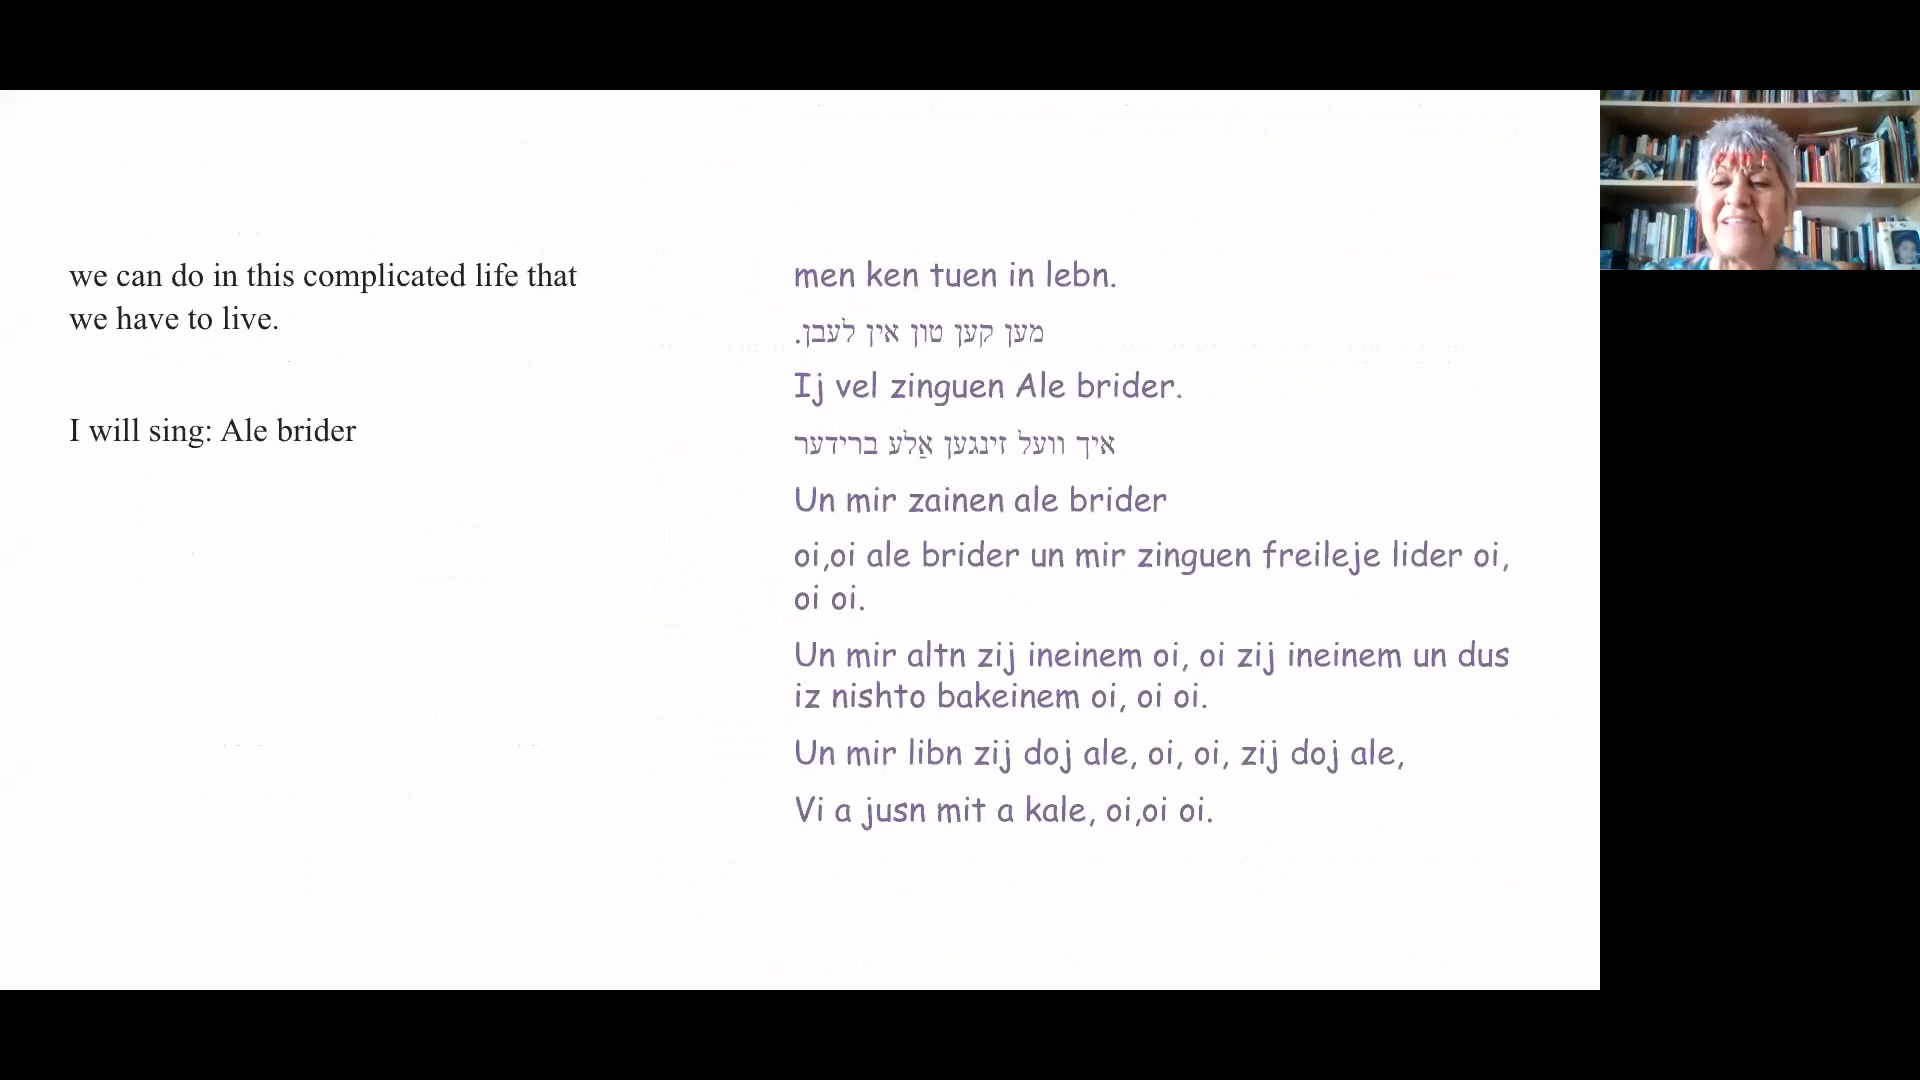 we can do in this complicated life that
we have to live.
I will sing: Ale brider
men ken tuen in lebn.
מען קען טון אין לעבן.
Ij vel zinguen Ale brider.
איך וועל זינגען אַלע ברידער
Un mir zainen ale brider
oi,oi ale brider un mir zinguen freileje lider oi,
oi oi.
Un mir altn zij ineinem oi, oi zij ineinem un dus
iz nishto bakeinem oi, oi oi.
Un mir libn zij doj ale, oi, oi, zij doj ale,
Vi a jusn mit a kale, oi,oi oi.